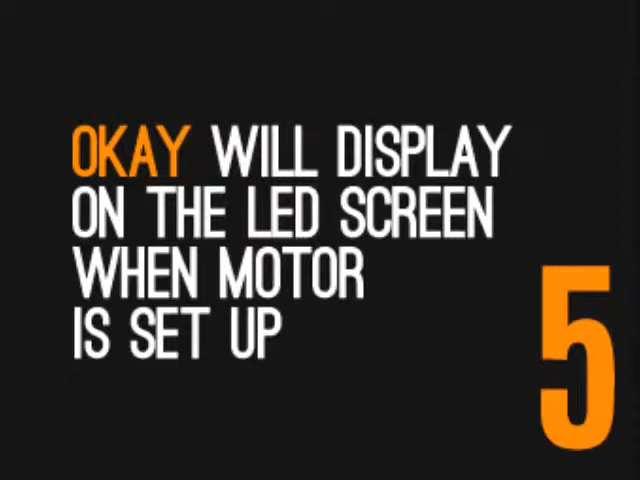 OKAY WILL DISPLAY
ON THE LED SCREEN
WHEN MOTOR
IS SET UP
5